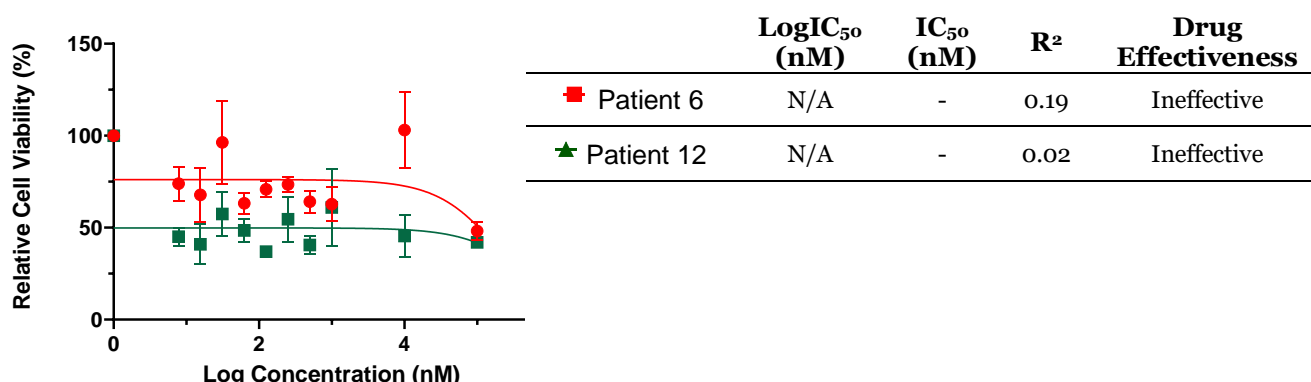 Relative Cell Viability (%)
150
100
50
0
0 2 4
Log Concentration (nM)
LogIC₅₀ (nM) IC₅₀ (nM) R² Drug Effectiveness
Patient 6 N/A - 0.19 Ineffective
Patient 12 N/A - 0.02 Ineffective